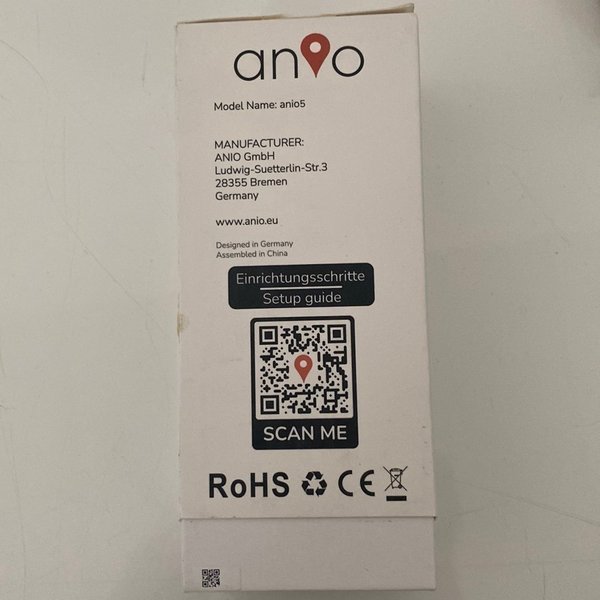 anio
Model Name: anio5
MANUFACTURER:
ANIO GmbH
Ludwig-Suetterlin-Str.3
28355 Bremen
Germany
www.anio.eu
Designed in Germany
Assembled in China
Einrichtungsschritte
Setup guide
SCAN ME
RoHS CE